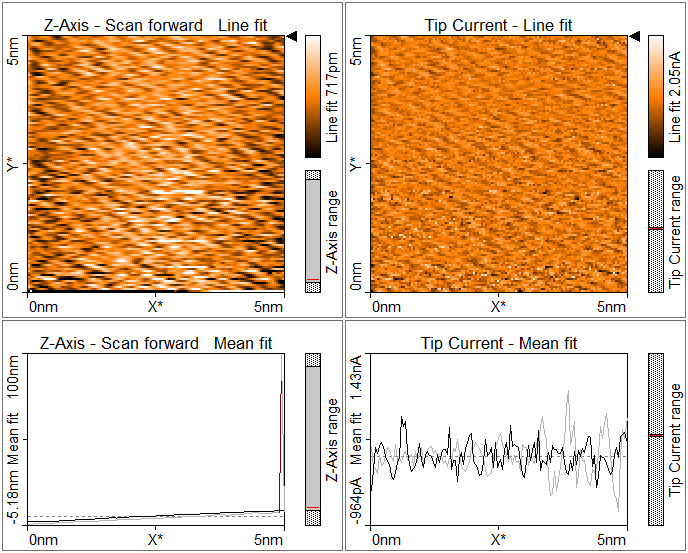 Z-Axis - Scan forward Line fit
5nm
Y*
0nm
0nm X* 5nm
Line fit 717pm
Z-Axis range
Tip Current - Line fit
5nm
Y*
0nm
0nm X* 5nm
Line fit 2.05nA
Tip Current range
Z-Axis - Scan forward Mean fit
-5.18nm Mean fit 100nm
0nm X* 5nm
Z-Axis range
Tip Current - Mean fit
-964pA Mean fit 1.43nA
0nm X* 5nm
Tip Current range